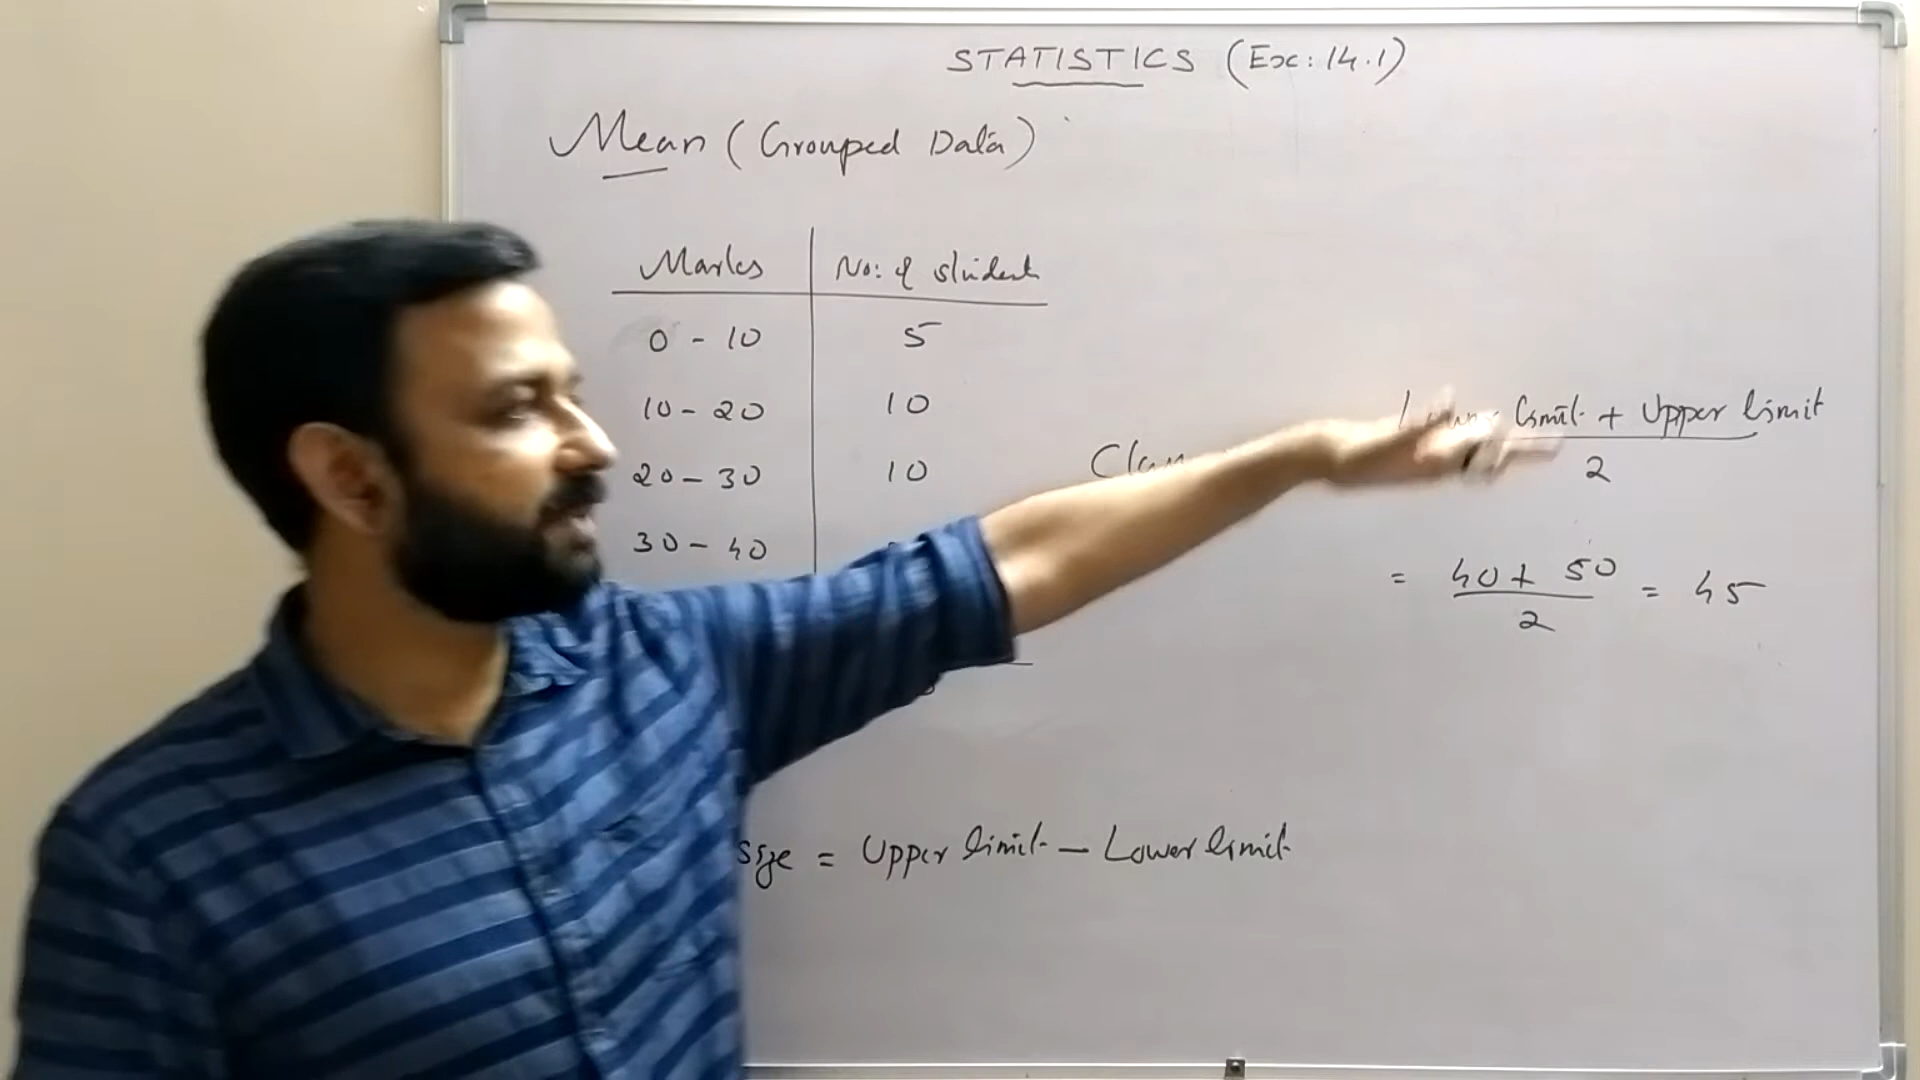 STATISTICS (Ex: 14.1)
Mean (Grouped Data)
Marks No: of student
0 - 10 5
10 - 20 10
20 - 30 10
30 - 40
limit + Upper limit
2
= 40 + 50 = 45
2
size = Upper limit - Lower limit